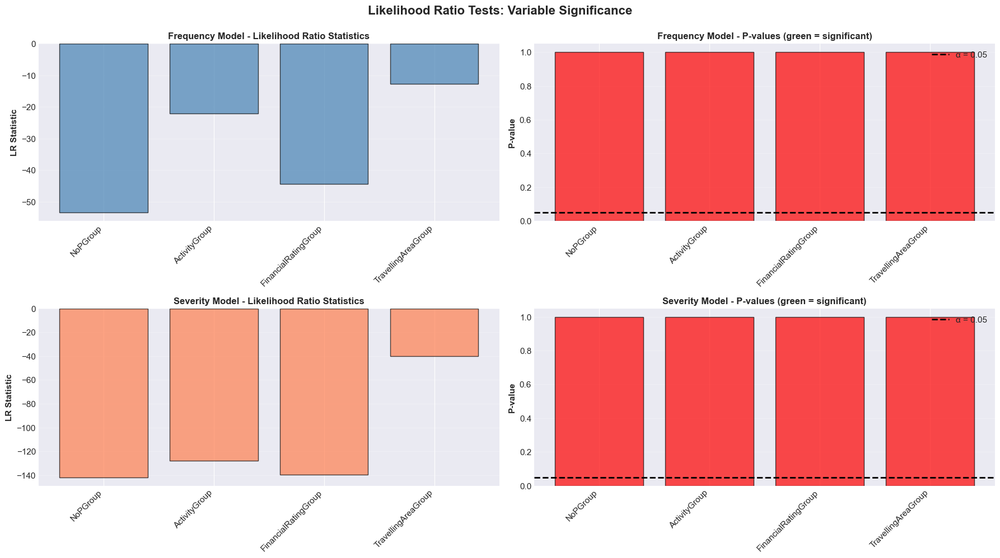 Likelihood Ratio Tests: Variable Significance
Frequency Model - Likelihood Ratio Statistics
LR Statistic
0
−10
−20
−30
−40
−50
NoPGroup
ActivityGroup
FinancialRatingGroup
TravellingAreaGroup
Frequency Model - P-values (green = significant)
P-value
1.0
0.8
0.6
0.4
0.2
0.0
α = 0.05
NoPGroup
ActivityGroup
FinancialRatingGroup
TravellingAreaGroup
Severity Model - Likelihood Ratio Statistics
LR Statistic
0
−20
−40
−60
−80
−100
−120
−140
NoPGroup
ActivityGroup
FinancialRatingGroup
TravellingAreaGroup
Severity Model - P-values (green = significant)
P-value
1.0
0.8
0.6
0.4
0.2
0.0
α = 0.05
NoPGroup
ActivityGroup
FinancialRatingGroup
TravellingAreaGroup